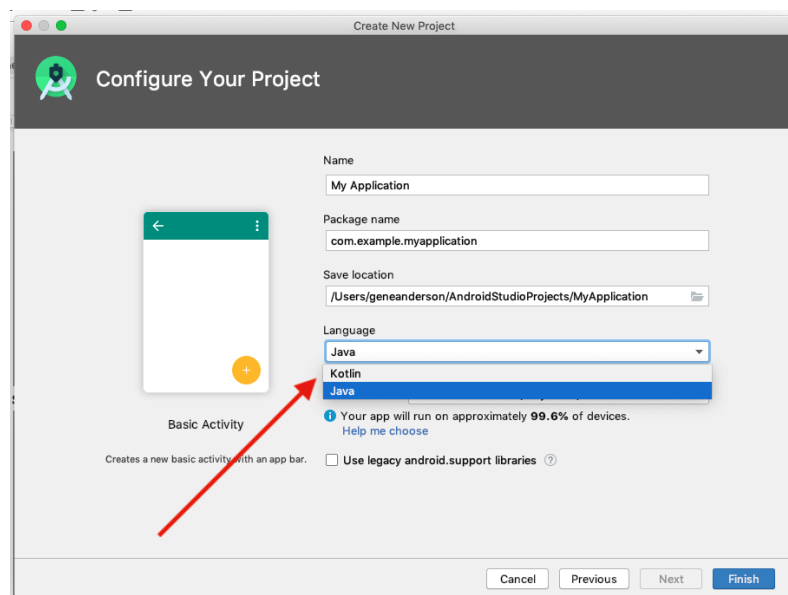 Create New Project
Configure Your Project
Name
My Application
Package name
com.example.myapplication
Save location
/Users/geneanderson/AndroidStudioProjects/MyApplication
Language
Java
Kotlin
Java
Your app will run on approximately 99.6% of devices.
Help me choose
Basic Activity
Creates a new basic activity with an app bar.
Use legacy android.support libraries ?
Cancel Previous Next Finish